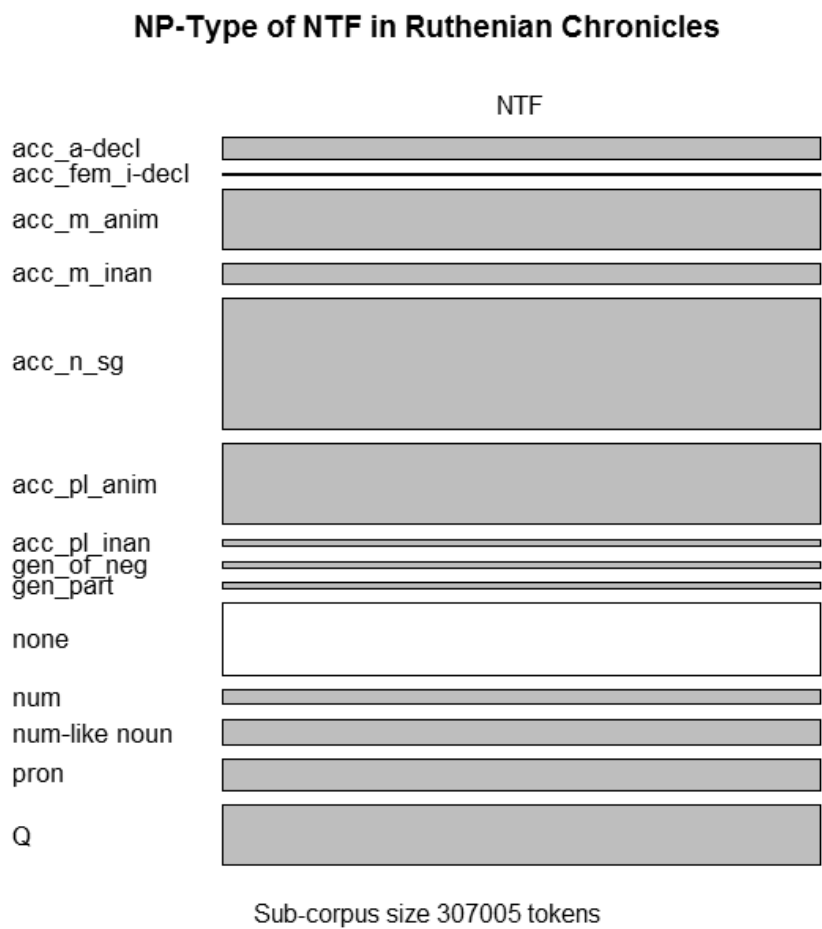 NP-Type of NTF in Ruthenian Chronicles
NTF
acc_a-decl
acc_fem_i-decl
acc_m_anim
acc_m_inan
acc_n_sg
acc_pl_anim
acc_pl_inan
gen_of_neg
gen_part
none
num
num-like noun
pron
Q
Sub-corpus size 307005 tokens